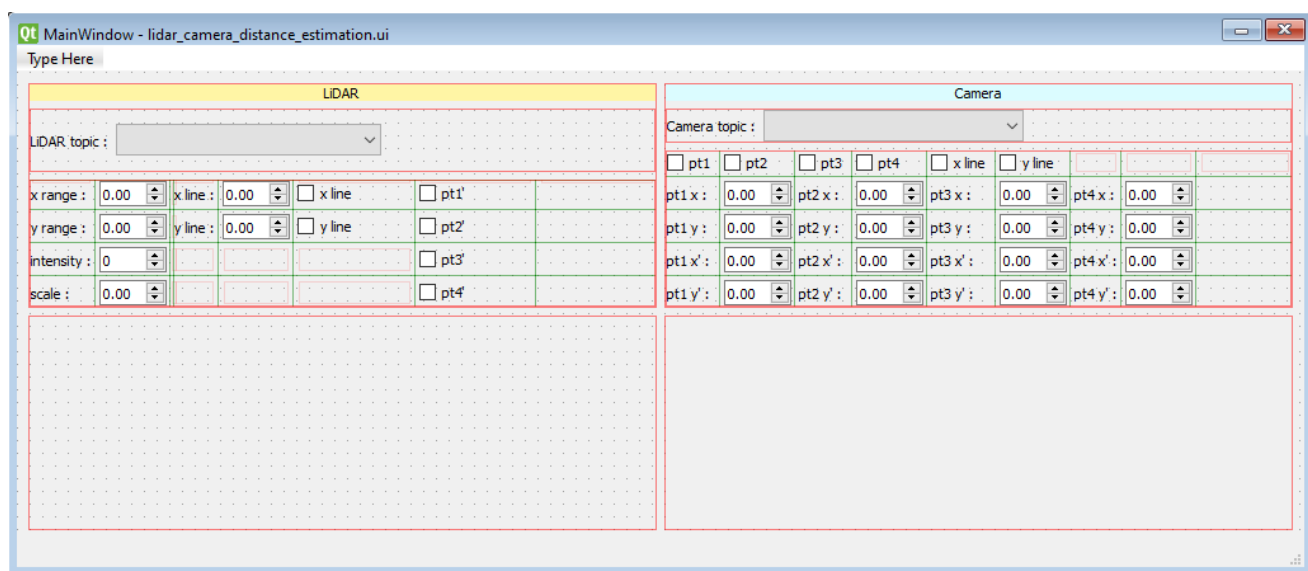 Qt MainWindow - lidar_camera_distance_estimation.ui
Type Here
LiDAR
LiDAR topic :
x range : 0.00 x line : 0.00 x line pt1'
y range : 0.00 y line : 0.00 y line pt2'
intensity : 0 pt3'
scale : 0.00 pt4'
Camera
Camera topic :
pt1 pt2 pt3 pt4 x line y line
pt1 x : 0.00 pt2 x : 0.00 pt3 x : 0.00 pt4 x : 0.00
pt1 y : 0.00 pt2 y : 0.00 pt3 y : 0.00 pt4 y : 0.00
pt1 x' : 0.00 pt2 x' : 0.00 pt3 x' : 0.00 pt4 x' : 0.00
pt1 y' : 0.00 pt2 y' : 0.00 pt3 y' : 0.00 pt4 y' : 0.00